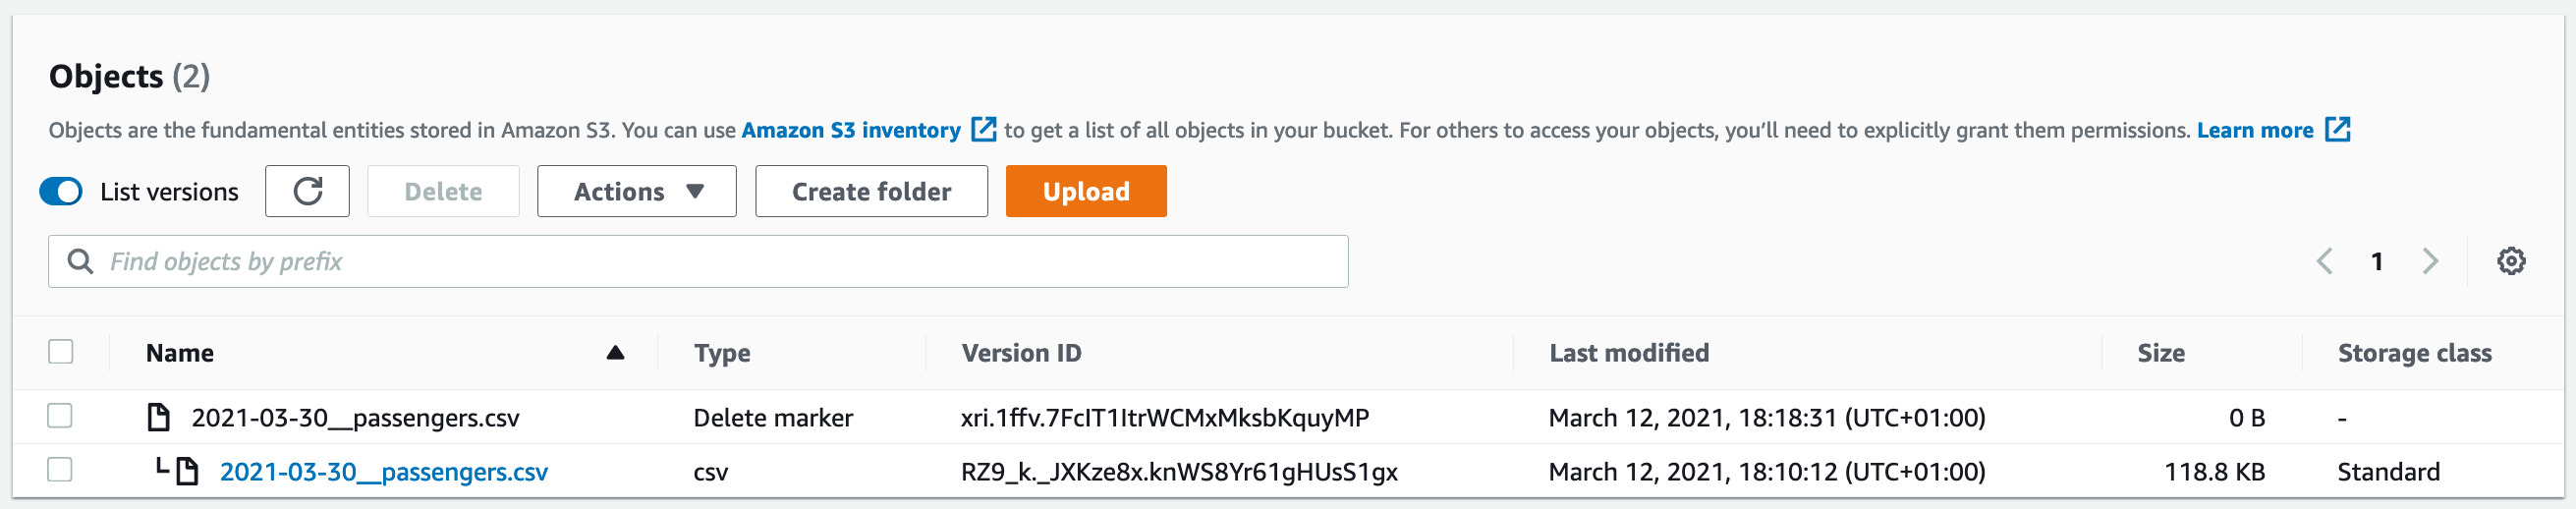 Objects (2)
Objects are the fundamental entities stored in Amazon S3. You can use Amazon S3 inventory to get a list of all objects in your bucket. For others to access your objects, you’ll need to explicitly grant them permissions. Learn more
List versions Delete Actions Create folder Upload
Find objects by prefix 1
Name Type Version ID Last modified Size Storage class
2021-03-30__passengers.csv Delete marker xri.1ffv.7FcIT1ItrWCMxMksbKquyMP March 12, 2021, 18:18:31 (UTC+01:00) 0 B -
2021-03-30__passengers.csv csv RZ9_k._JXKze8x.knWS8Yr61gHUsS1gx March 12, 2021, 18:10:12 (UTC+01:00) 118.8 KB Standard